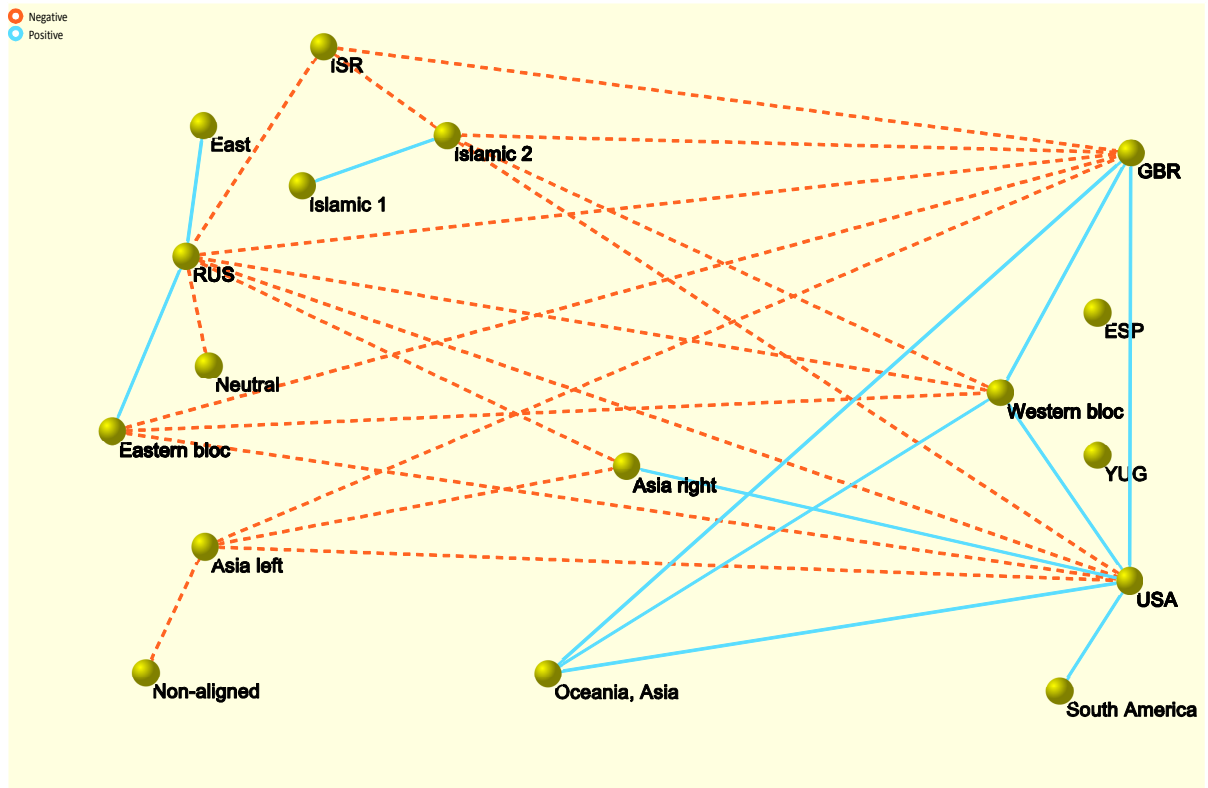 Negative
Positive
ISR
East
Islamic 2
GBR
Islamic 1
RUS
ESP
Neutral
Western bloc
Eastern bloc
YUG
Asia right
Asia left
USA
Non-aligned
Oceania, Asia
South America